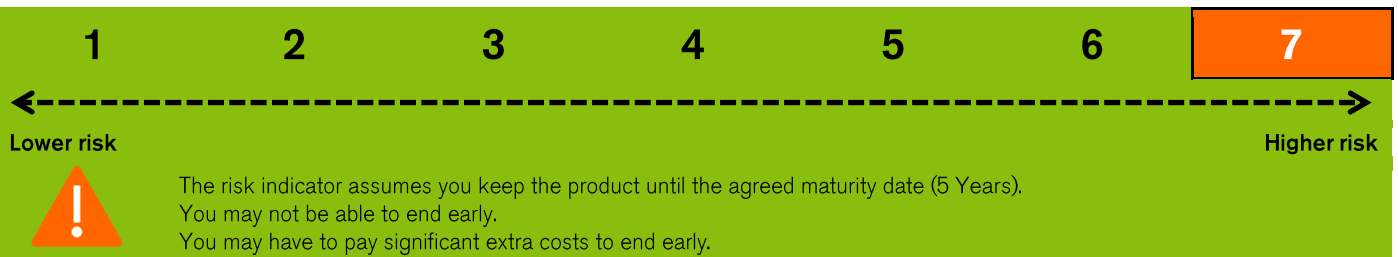 1 2 3 4 5 6 7
Lower risk Higher risk
The risk indicator assumes you keep the product until the agreed maturity date (5 Years).
You may not be able to end early.
You may have to pay significant extra costs to end early.